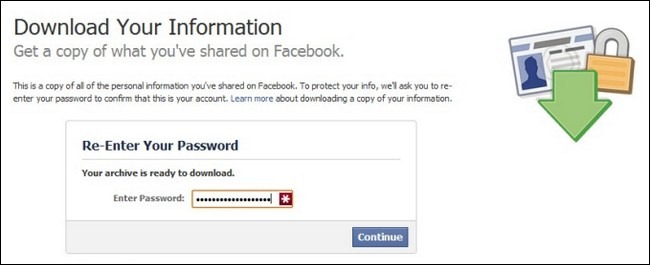 Download Your Information
Get a copy of what you've shared on Facebook.
This is a copy of all of the personal information you've shared on Facebook. To protect your info, we'll ask you to re-
enter your password to confirm that this is your account. Learn more about downloading a copy of your information.
Re-Enter Your Password
Your archive is ready to download.
Enter Password:
Continue